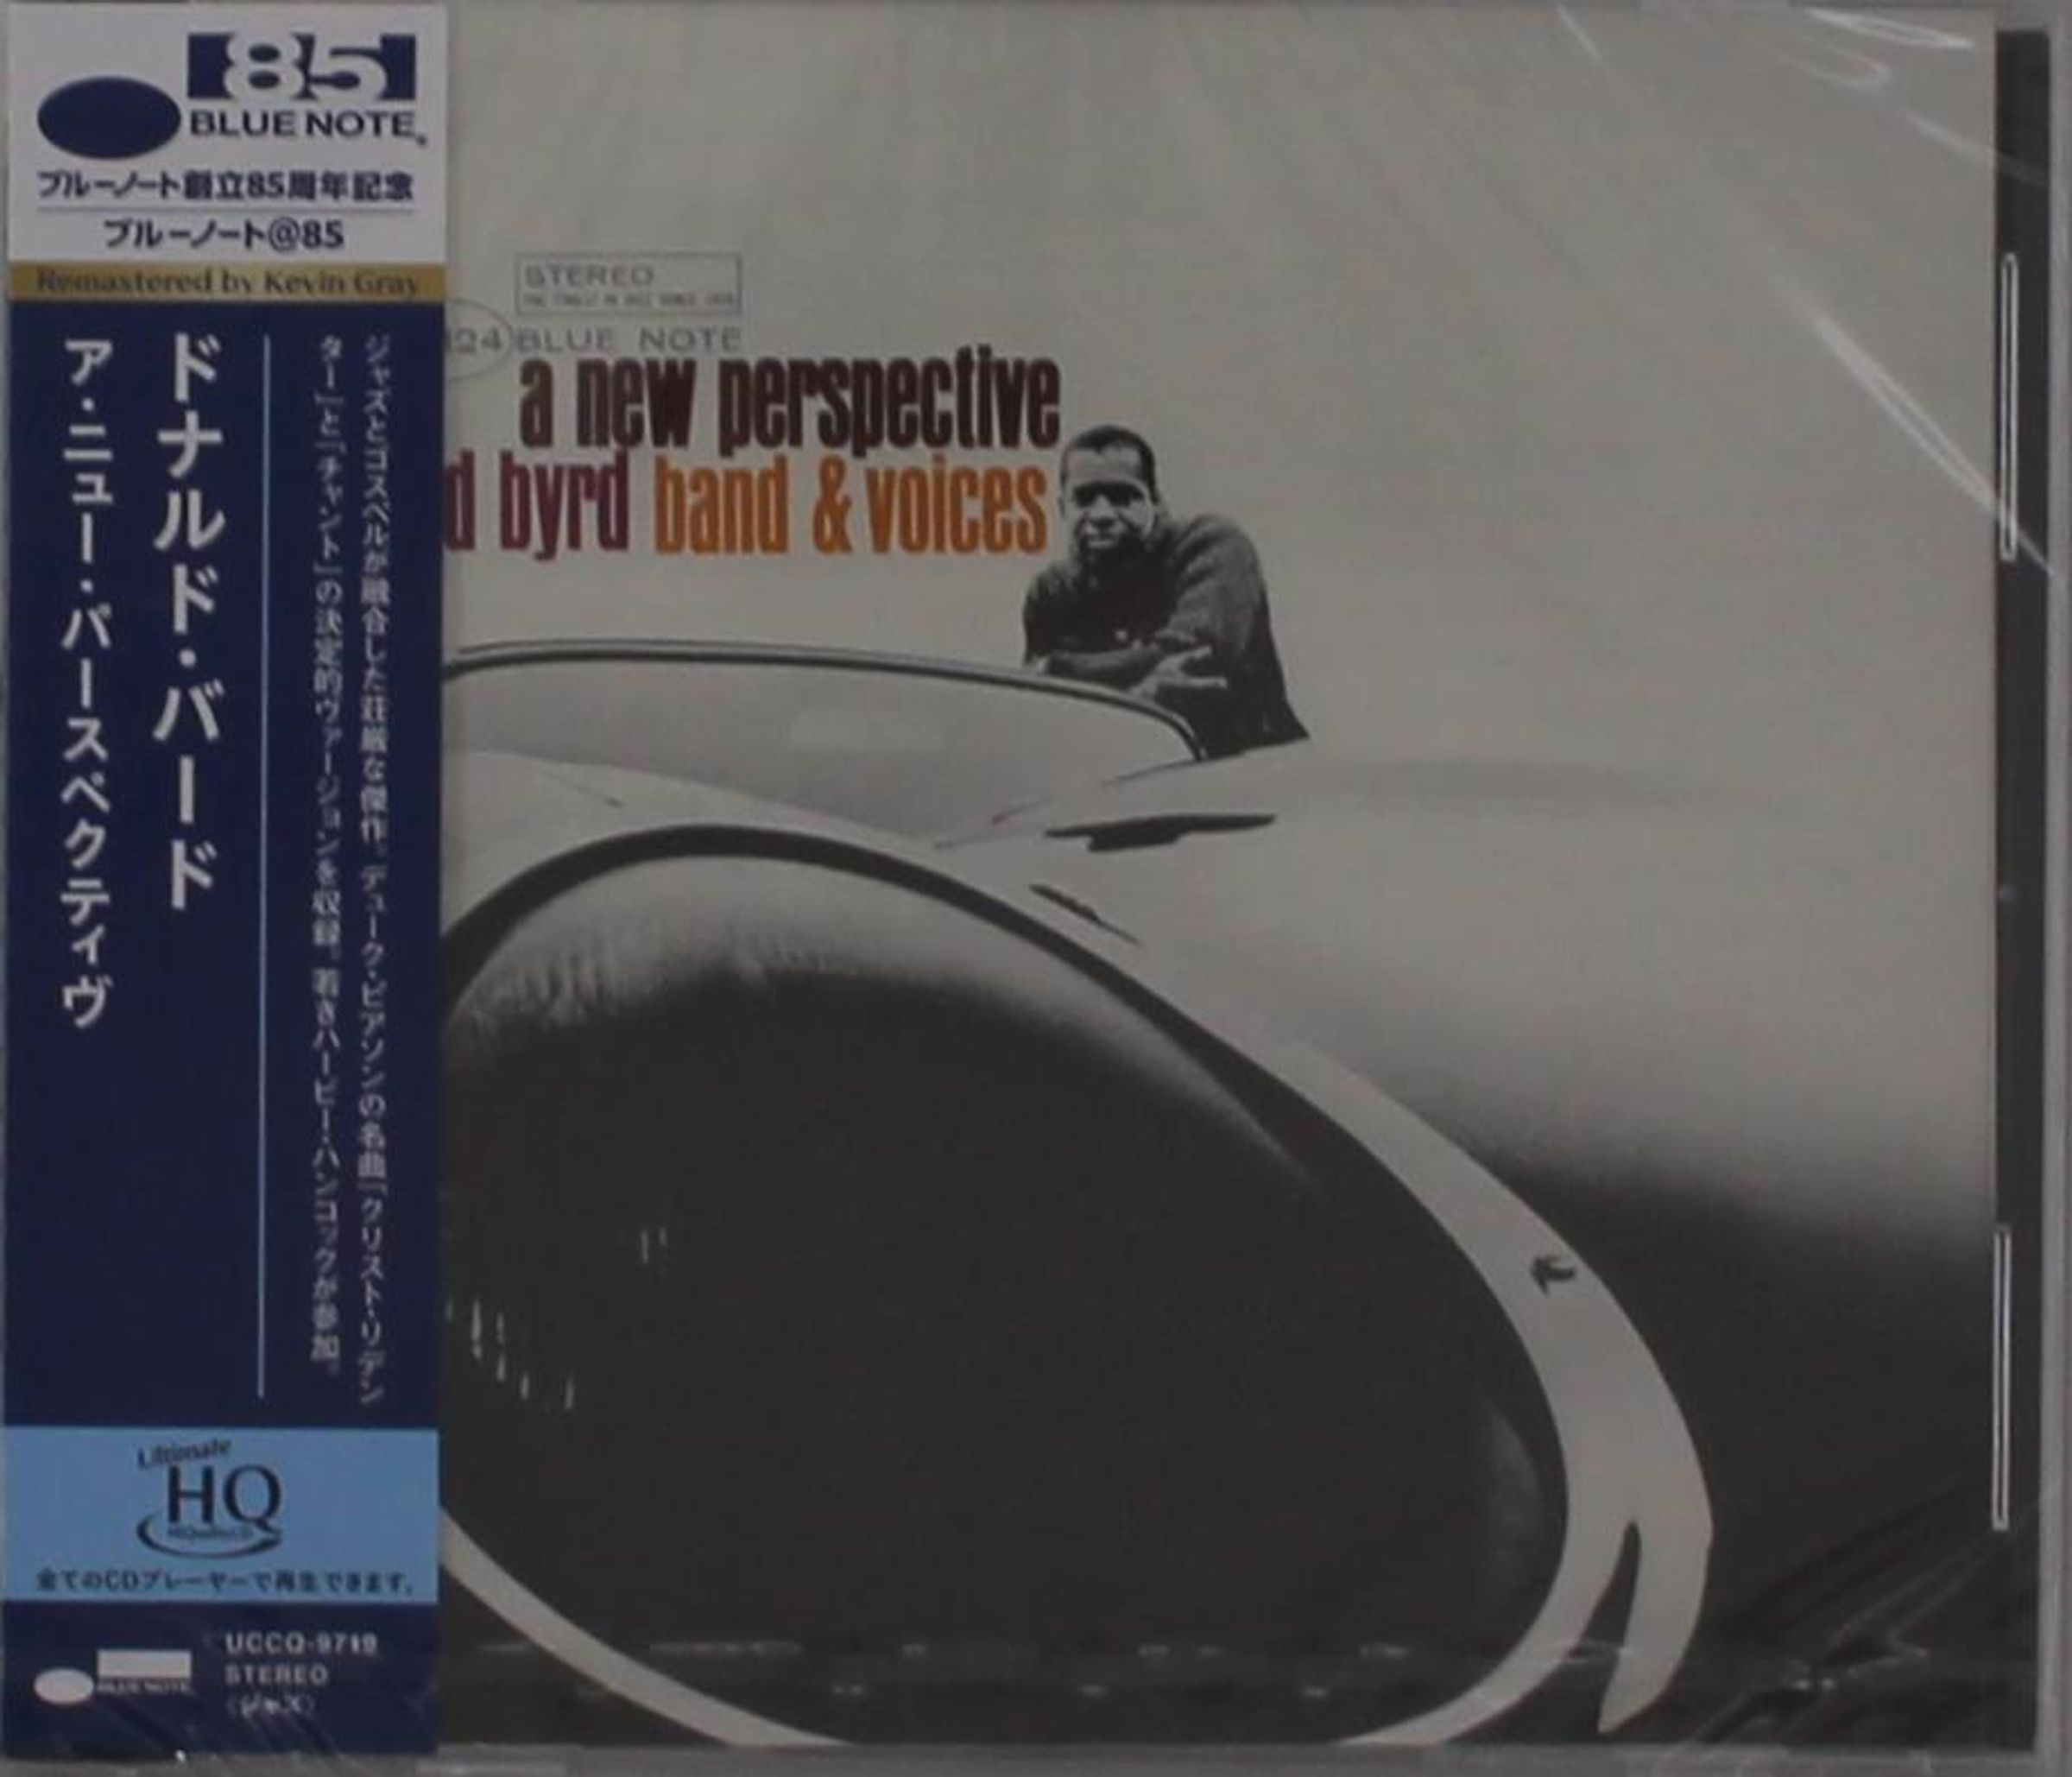 85
BLUE NOTE
ブルーノート創立85周年記念
ブルーノート@85
Remastered by Kevin Gray
ジャズとゴスペルが融合した荘厳な傑作。デューク・ピアソンの名曲「クリスト・リデン
ター」と「チャント」の決定的ヴァージョンを収録。若きハービー・ハンコックが参加。
ドナルド・バード
ア・ニュー・パースペクティヴ
Ultimate
HQ
全てのCDプレーヤーで再生できます。
UCCQ-9719
STEREO
BLUE NOTE
STEREO
124 BLUE NOTE
a new perspective
d byrd band & voices